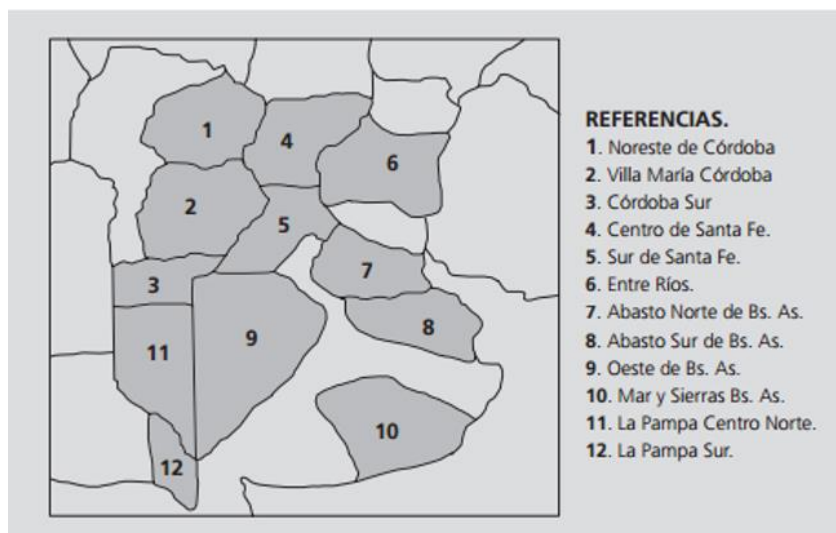 1
4
6
2
5
7
3
8
9
11
10
12
REFERENCIAS.
1. Noreste de Córdoba
2. Villa María Córdoba
3. Córdoba Sur
4. Centro de Santa Fe.
5. Sur de Santa Fe.
6. Entre Ríos.
7. Abasto Norte de Bs. As.
8. Abasto Sur de Bs. As.
9. Oeste de Bs. As.
10. Mar y Sierras Bs. As.
11. La Pampa Centro Norte.
12. La Pampa Sur.